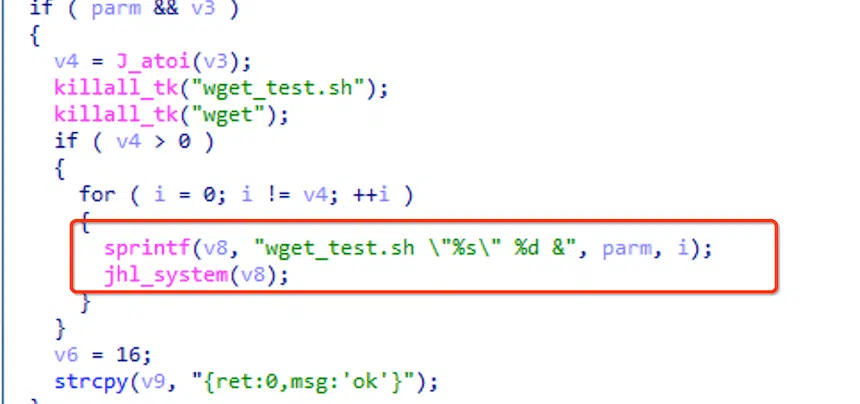 if ( parm && v3 )
{
v4 = J_atoi(v3);
killall_tk("wget_test.sh");
killall_tk("wget");
if ( v4 > 0 )
{
for ( i = 0; i != v4; ++i )
{
sprintf(v8, "wget_test.sh \"%s\" %d &", parm, i);
jhl_system(v8);
}
}
v6 = 16;
strcpy(v9, "{ret:0,msg:'ok'}");
}